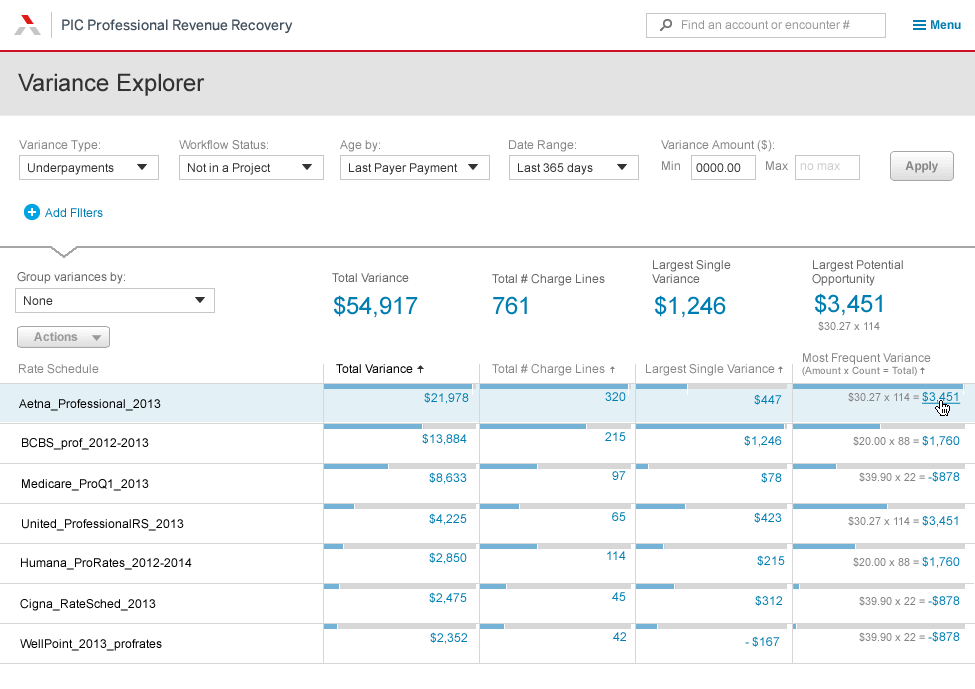 PIC Professional Revenue Recovery
Find an account or encounter #
Menu
Variance Explorer
Variance Type:
Workflow Status:
Age by:
Date Range:
Variance Amount ($):
Underpayments
Not in a Project
Last Payer Payment
Last 365 days
Min
0000.00
Max
no max
Apply
Add FIlters
Group variances by:
None
Actions
Total Variance
$54,917
Total # Charge Lines
761
Largest Single
Variance
$1,246
Largest Potential
Opportunity
$3,451
$30.27 x 114
Rate Schedule
Total Variance ↑
Total # Charge Lines ↑
Largest Single Variance ↑
Most Frequent Variance
(Amount x Count = Total) ↑
Aetna_Professional_2013 $21,978 320 $447 $30.27 x 114 = $3,451
BCBS_prof_2012-2013 $13,884 215 $1,246 $20.00 x 88 = $1,760
Medicare_ProQ1_2013 $8,633 97 $78 $39.90 x 22 = -$878
United_ProfessionalRS_2013 $4,225 65 $423 $30.27 x 114 = $3,451
Humana_ProRates_2012-2014 $2,850 114 $215 $20.00 x 88 = $1,760
Cigna_RateSched_2013 $2,475 45 $312 $39.90 x 22 = -$878
WellPoint_2013_profrates $2,352 42 - $167 $39.90 x 22 = -$878